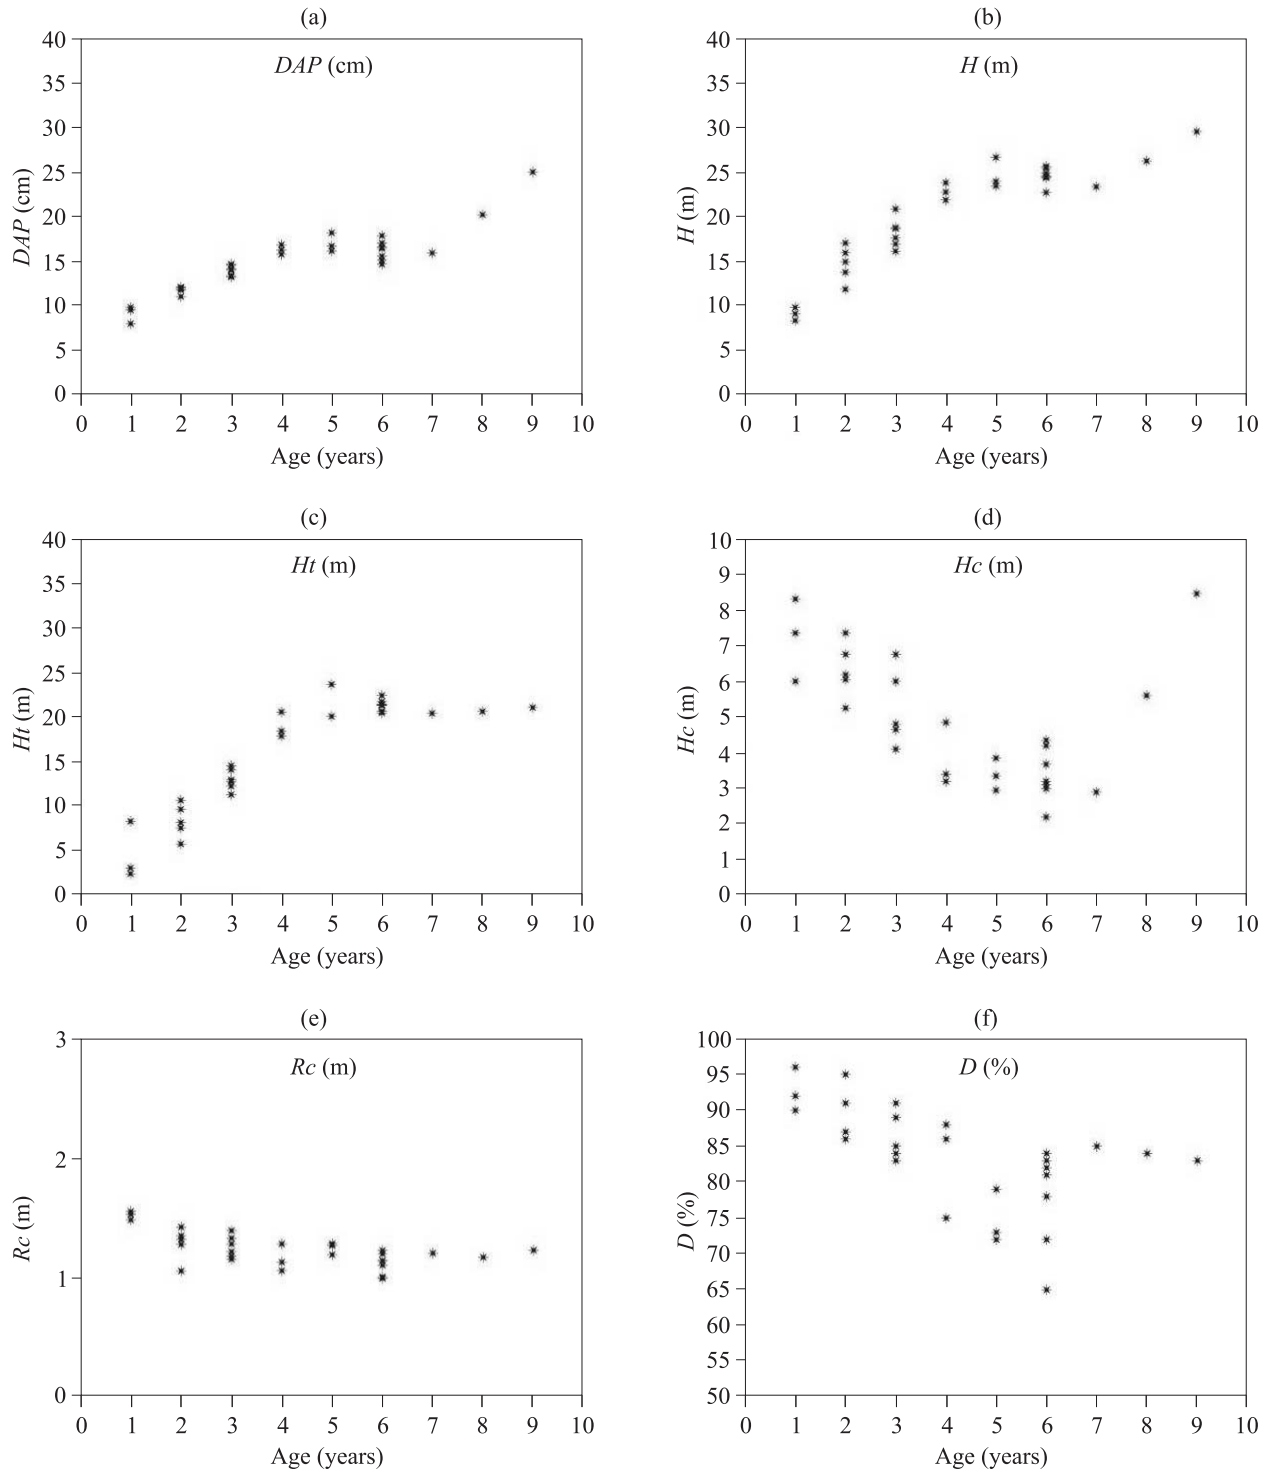 (a)
DAP (cm)
DAP (cm)
40
35
30
25
20
15
10
5
0
0 1 2 3 4 5 6 7 8 9 10
Age (years)
(b)
H (m)
H (m)
40
35
30
25
20
15
10
5
0
0 1 2 3 4 5 6 7 8 9 10
Age (years)
(c)
Ht (m)
Ht (m)
40
35
30
25
20
15
10
5
0
0 1 2 3 4 5 6 7 8 9 10
Age (years)
(d)
Hc (m)
Hc (m)
10
9
8
7
6
5
4
3
2
1
0
0 1 2 3 4 5 6 7 8 9 10
Age (years)
(e)
Rc (m)
Rc (m)
3
2
1
0
0 1 2 3 4 5 6 7 8 9 10
Age (years)
(f)
D (%)
D (%)
100
95
90
85
80
75
70
65
60
55
50
0 1 2 3 4 5 6 7 8 9 10
Age (years)